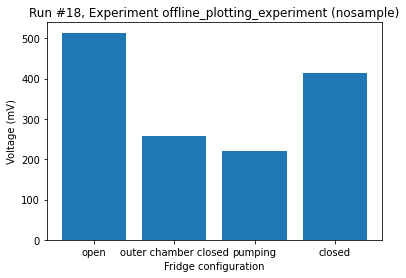 Run #18, Experiment offline_plotting_experiment (nosample)
500
400
300
200
100
0
Voltage (mV)
open outer chamber closed pumping closed
Fridge configuration